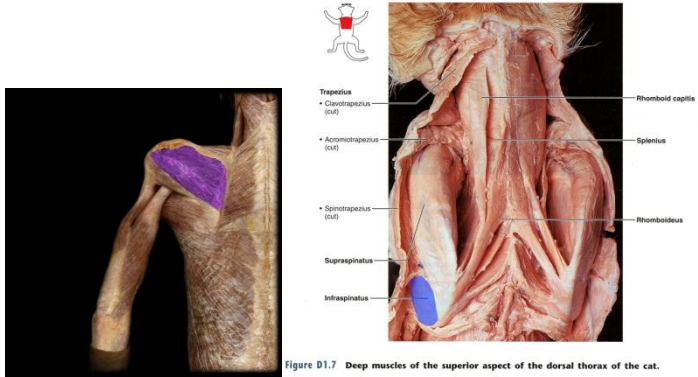 Trapezius
• Clavotrapezius
(cut)
• Acromiotrapezius
(cut)
• Spinotrapezius
(cut)
Supraspinatus
Infraspinatus
Rhomboid capitis
Splenius
Rhomboideus
Figure D1.7 Deep muscles of the superior aspect of the dorsal thorax of the cat.